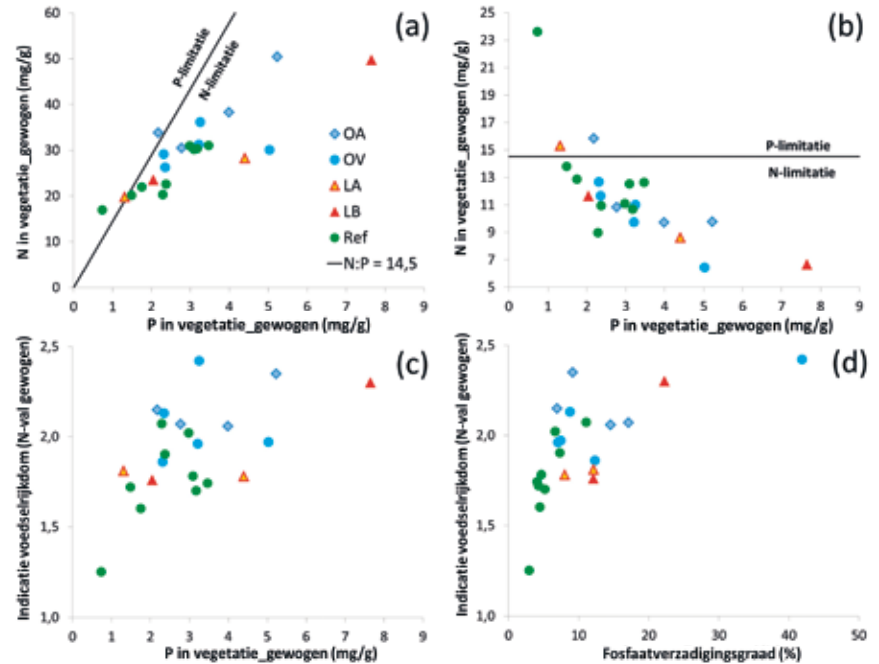 (a)
N in vegetatie_gewogen (mg/g)
60
50
40
30
20
10
0
P-limitatie
N-limitatie
OA
OV
LA
LB
Ref
N:P = 14,5
0 1 2 3 4 5 6 7 8 9
P in vegetatie_gewogen (mg/g)
(b)
N in vegetatie_gewogen (mg/g)
25
23
21
19
17
15
13
11
9
7
5
P-limitatie
N-limitatie
0 1 2 3 4 5 6 7 8 9
P in vegetatie_gewogen (mg/g)
(c)
Indicatie voedselrijkdom (N-val gewogen)
2,5
2,0
1,5
1,0
0 1 2 3 4 5 6 7 8 9
P in vegetatie_gewogen (mg/g)
(d)
Indicatie voedselrijkdom (N-val gewogen)
2,5
2,0
1,5
1,0
0 10 20 30 40 50
Fosfaatverzadigingsgraad (%)